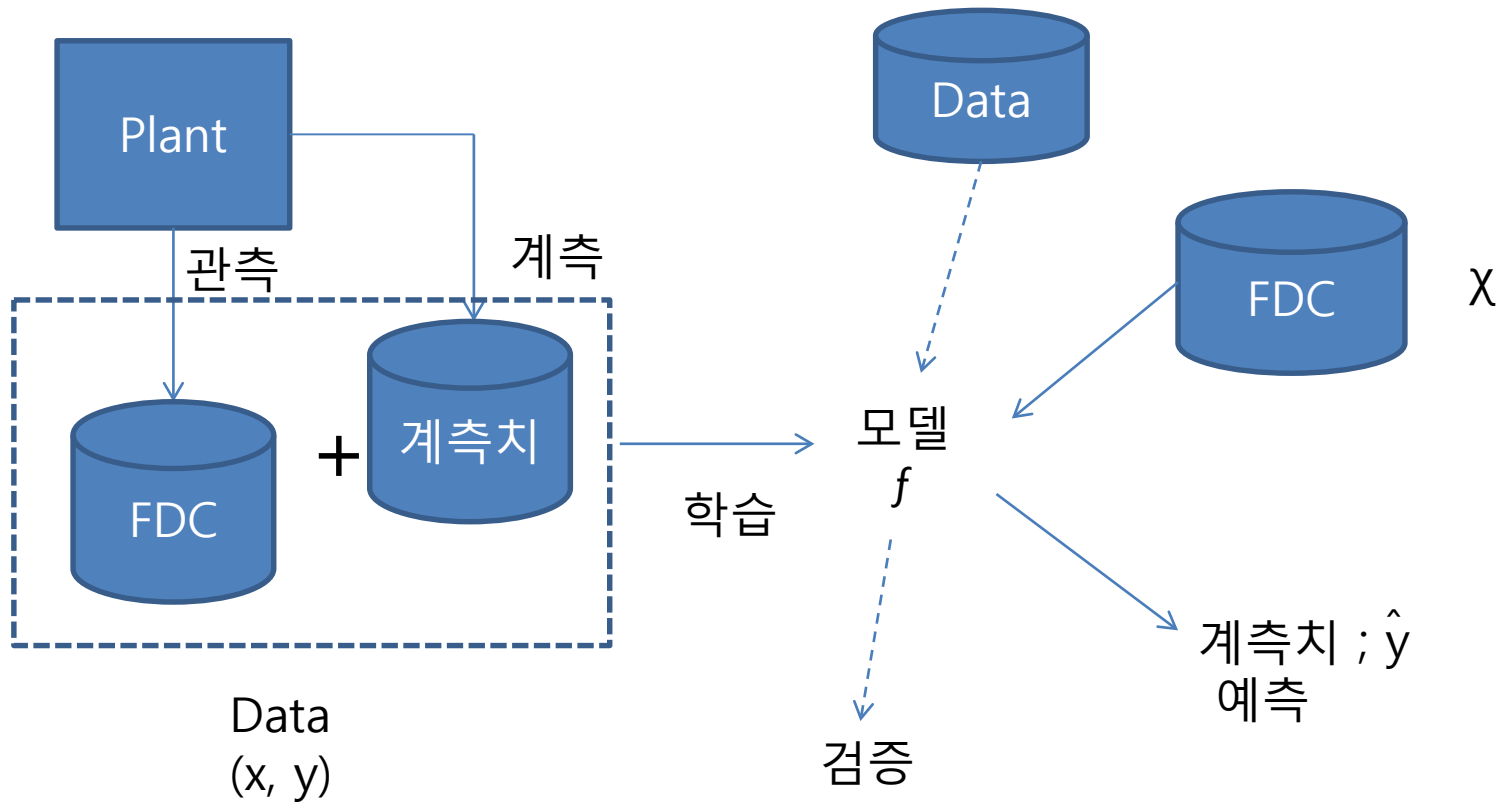 Plant
관측
계측
FDC
+
계측치
Data
(x, y)
학습
Data
FDC
χ
모델
f
계측치 ; ŷ
예측
검증